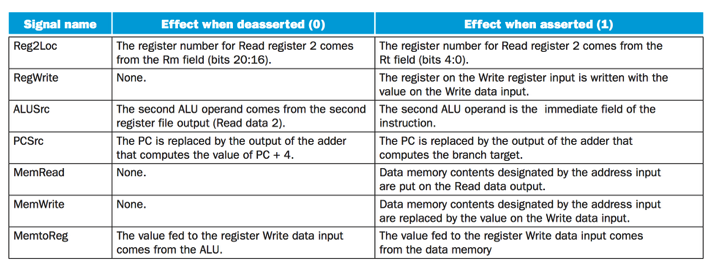 Signal name Effect when deasserted (0) Effect when asserted (1)
Reg2Loc The register number for Read register 2 comes The register number for Read register 2 comes from the
from the Rm field (bits 20:16). Rt field (bits 4:0).
RegWrite None. The register on the Write register input is written with the
value on the Write data input.
ALUSrc The second ALU operand comes from the second The second ALU operand is the immediate field of the
register file output (Read data 2). instruction.
PCSrc The PC is replaced by the output of the adder The PC is replaced by the output of the adder that
that computes the value of PC + 4. computes the branch target.
MemRead None. Data memory contents designated by the address input
are put on the Read data output.
MemWrite None. Data memory contents designated by the address input
are replaced by the value on the Write data input.
MemtoReg The value fed to the register Write data input The value fed to the register Write data input comes
comes from the ALU. from the data memory